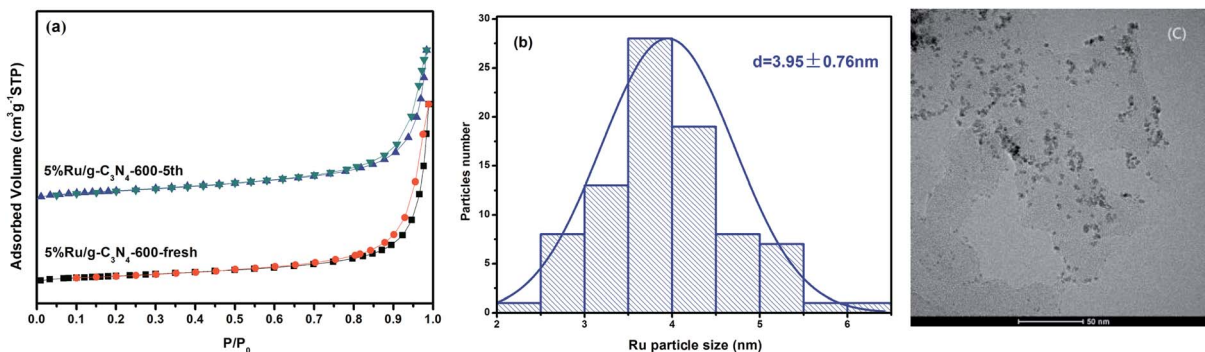 (a)
Adsorbed Volume (cm³g⁻¹STP)
5%Ru/g-C₃N₄-600-5th
5%Ru/g-C₃N₄-600-fresh
0.0 0.1 0.2 0.3 0.4 0.5 0.6 0.7 0.8 0.9 1.0
P/P₀
(b)
d=3.95±0.76nm
Particles number
30
25
20
15
10
5
0
2 3 4 5 6
Ru particle size (nm)
(C)
50 nm